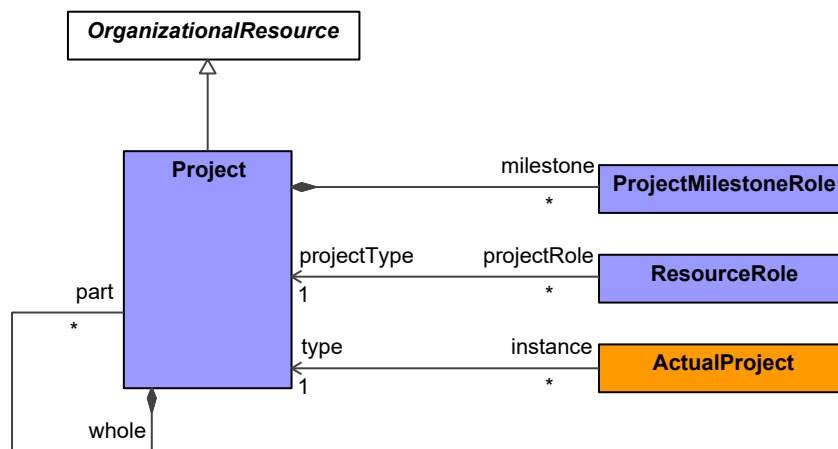 OrganizationalResource
Project
milestone
ProjectMilestoneRole
*
projectType
projectRole
ResourceRole
1
*
part
*
type
instance
ActualProject
1
*
whole